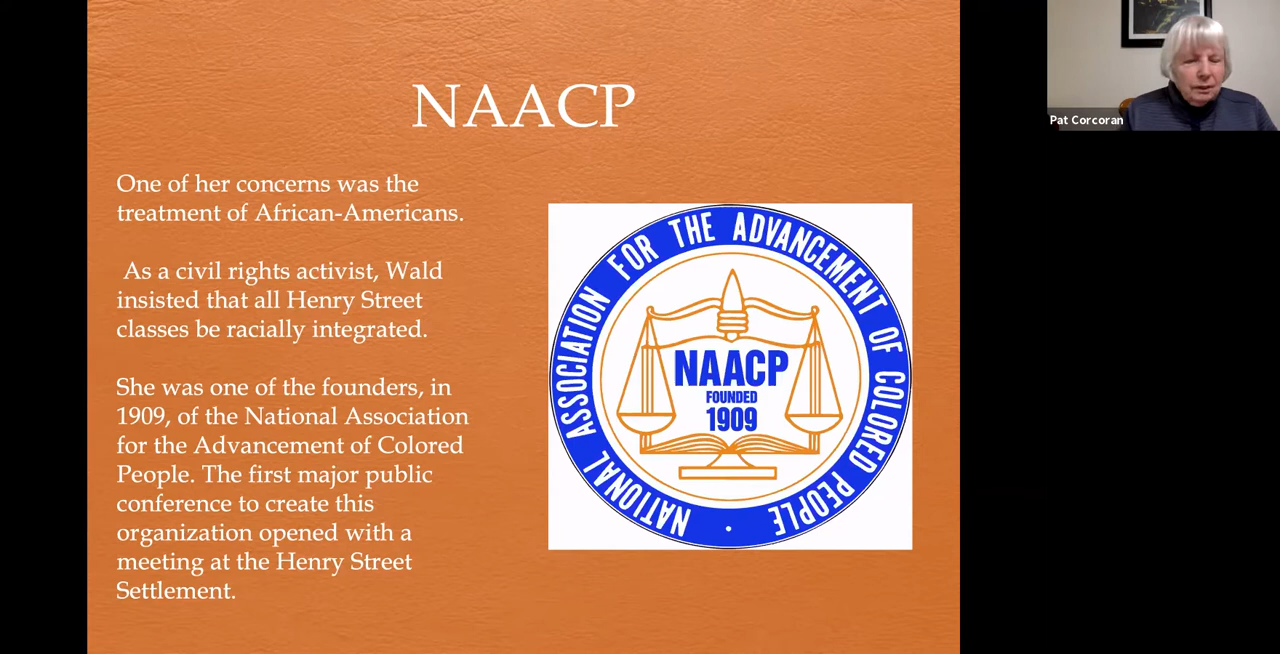 NAACP
One of her concerns was the
treatment of African-Americans.
As a civil rights activist, Wald
insisted that all Henry Street
classes be racially integrated.
She was one of the founders, in
1909, of the National Association
for the Advancement of Colored
People. The first major public
conference to create this
organization opened with a
meeting at the Henry Street
Settlement.
NATIONAL ASSOCIATION FOR THE ADVANCEMENT OF COLORED PEOPLE
NAACP
FOUNDED
1909
Pat Corcoran